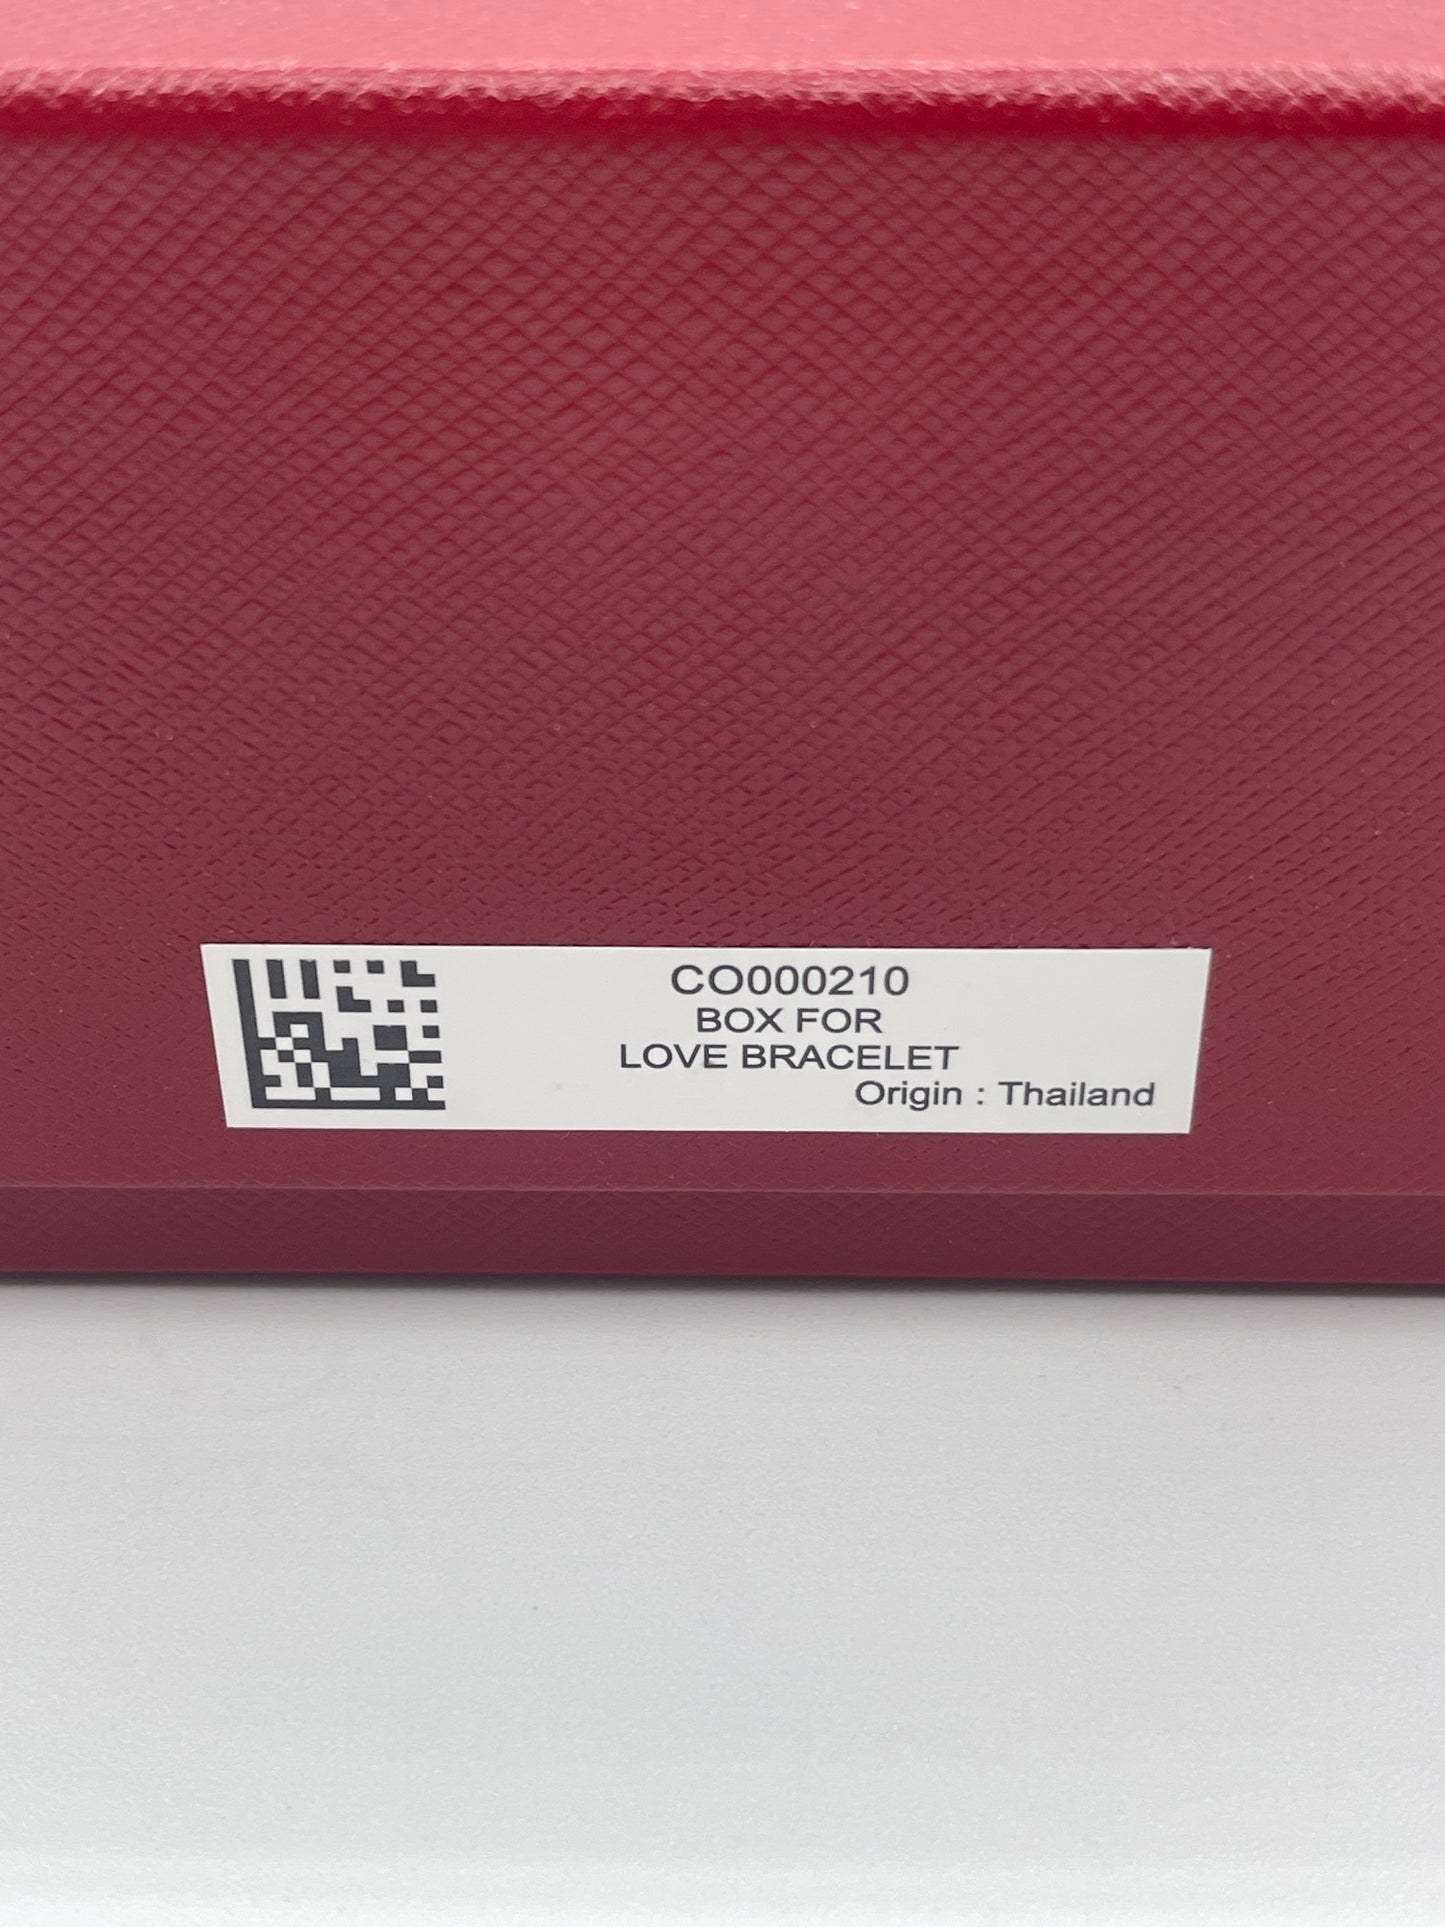 CO000210
BOX FOR
LOVE BRACELET
Origin : Thailand